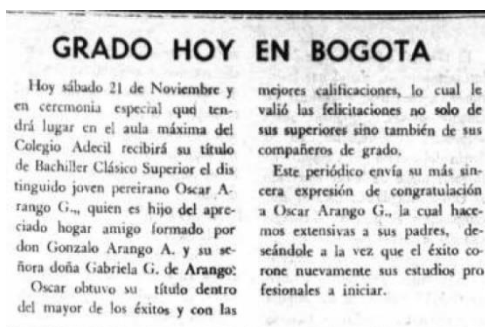 GRADO HOY EN BOGOTA
Hoy sábado 21 de Noviembre y
en ceremonia especial que ten-
drá lugar en el aula máxima del
Colegio Adecil recibirá su título
de Bachiller Clásico Superior el dis
tinguido joven pereirano Oscar A-
rango G., quien es hijo del apre-
ciado hogar amigo formado por
don Gonzalo Arango A. y su se-
ñora doña Gabriela G. de Arango:
Oscar obtuvo su título dentro
del mayor de los éxitos y con las
mejores calificaciones, lo cual le
valió las felicitaciones no solo de
sus superiores sino también de sus
compañeros de grado.
Este periódico envía su más sin-
cera expresión de congratulación
a Oscar Arango G., la cual hace-
mos extensivas a sus padres, de-
seándole a la vez que el éxito co-
rone nuevamente sus estudios pro
fesionales a iniciar.